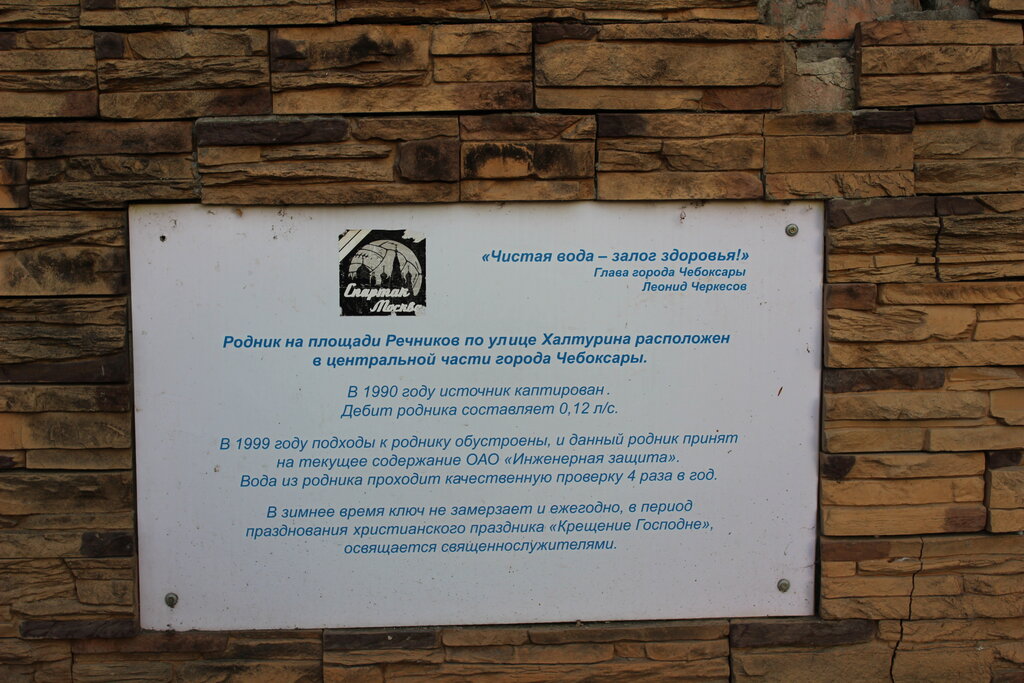 Спартак
Москва
«Чистая вода – залог здоровья!»
Глава города Чебоксары
Леонид Черкесов
Родник на площади Речников по улице Халтурина расположен
в центральной части города Чебоксары.
В 1990 году источник каптирован.
Дебит родника составляет 0,12 л/с.
В 1999 году подходы к роднику обустроены, и данный родник принят
на текущее содержание ОАО «Инженерная защита».
Вода из родника проходит качественную проверку 4 раза в год.
В зимнее время ключ не замерзает и ежегодно, в период
празднования христианского праздника «Крещение Господне»,
освящается священнослужителями.